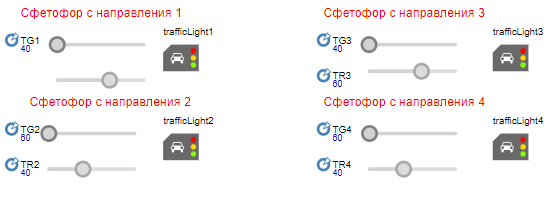 Сфетофор с направления 1
TG1
40
trafficLight1
Сфетофор с направления 3
TG3
40
TR3
60
trafficLight3
Сфетофор с направления 2
TG2
60
TR2
40
trafficLight2
Сфетофор с направления 4
TG4
60
TR4
40
trafficLight4